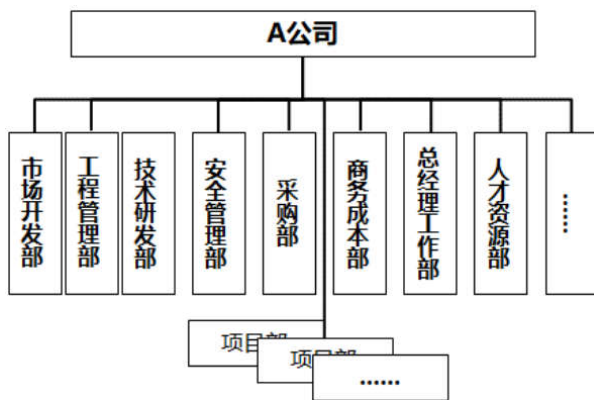 A公司
市场开发部
工程管理部
技术研发部
安全管理部
采购部
商务成本部
总经理工作部
人才资源部
……
项目部
项目部
……